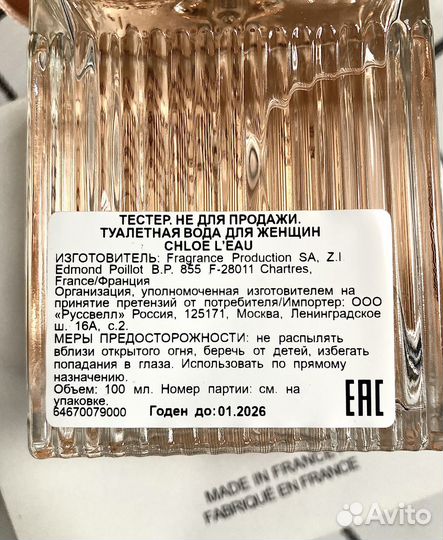 ТЕСТЕР. НЕ ДЛЯ ПРОДАЖИ.
ТУАЛЕТНАЯ ВОДА ДЛЯ ЖЕНЩИН
CHLOE L'EAU
ИЗГОТОВИТЕЛЬ: Fragrance Production SA, Z.I
Edmond Poillot B.P. 855 F-28011 Chartres,
France/Франция
Организация, уполномоченная изготовителем на
принятие претензий от потребителя/Импортер: ООО
«Руссвелл» Россия, 125171, Москва, Ленинградское
ш. 16А, с.2.
МЕРЫ ПРЕДОСТОРОЖНОСТИ: не распылять
вблизи открытого огня, беречь от детей, избегать
попадания в глаза. Использовать по прямому
назначению.
Объем: 100 мл. Номер партии: см. на
упаковке.
64670079000 Годен до:01.2026
EAC
MADE IN FRANCE
FABRIQUÉ EN FRANCE
Avito